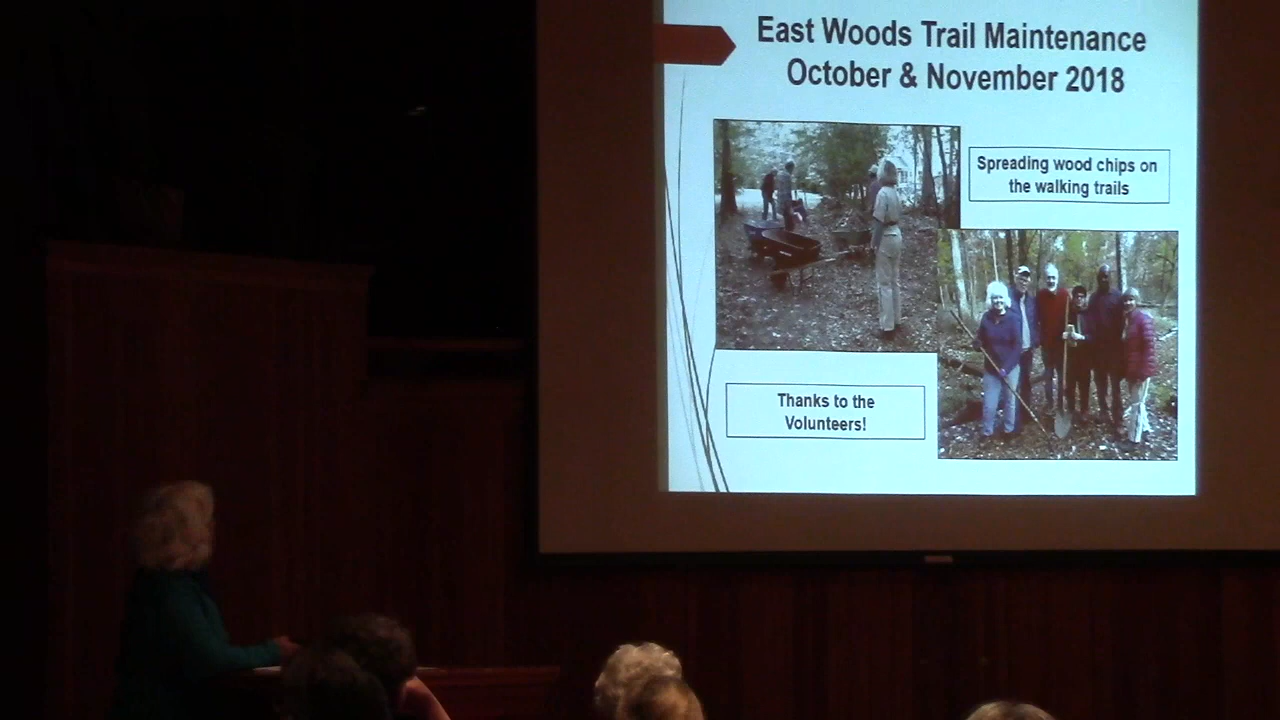 East Woods Trail Maintenance
October & November 2018
Spreading wood chips on
the walking trails
Thanks to the
Volunteers!